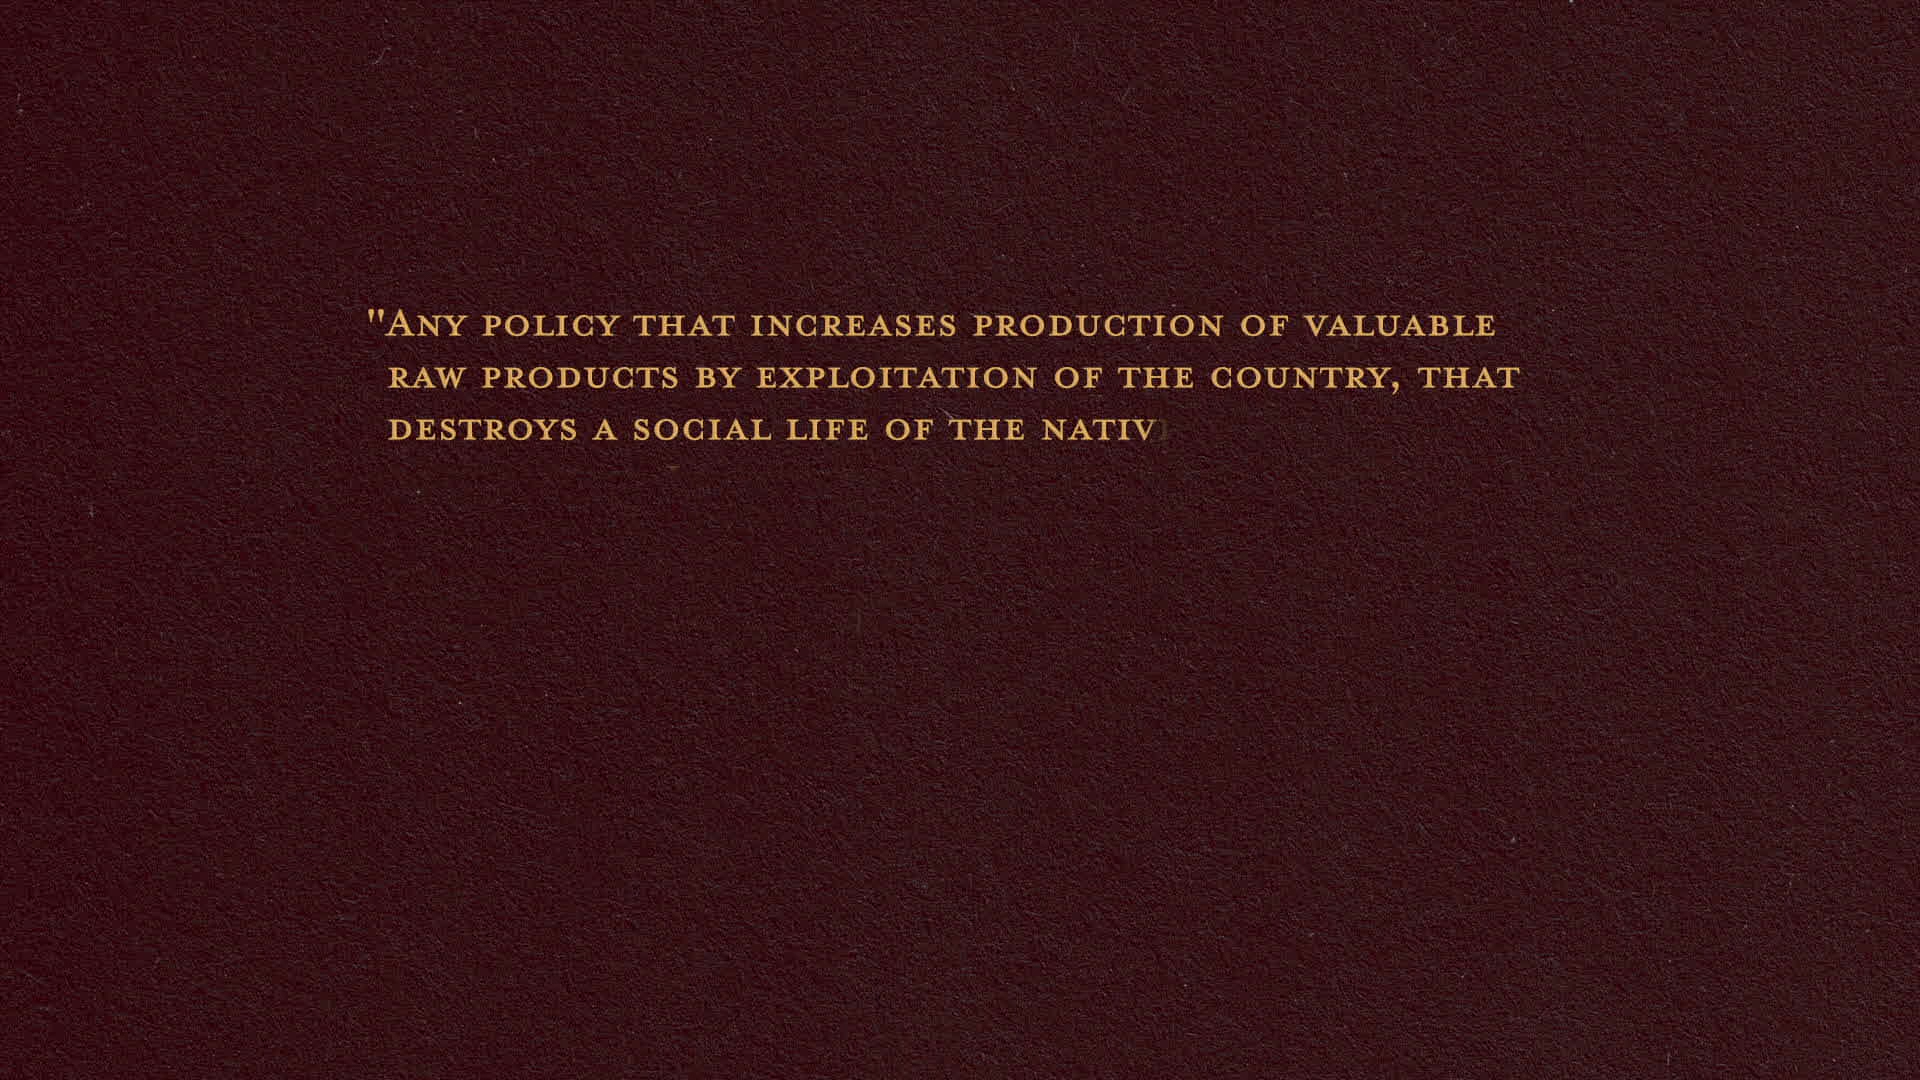 "Any policy that increases production of valuable
raw products by exploitation of the country, that
destroys a social life of the nativ